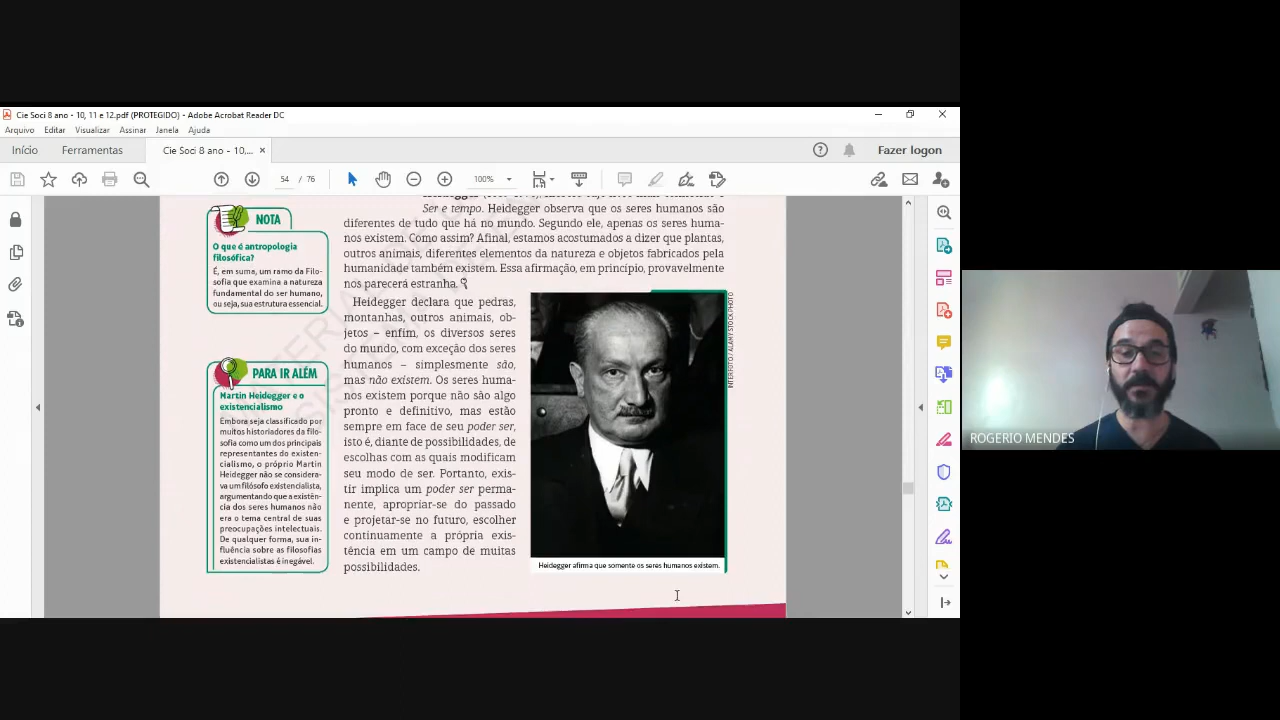 Cie Soci 8 ano - 10, 11 e 12.pdf (PROTEGIDO) - Adobe Acrobat Reader DC
Arquivo Editar Visualizar Assinar Janela Ajuda
Início Ferramentas Cie Soci 8 ano - 10,... × Fazer logon
54 / 76 100%
Ser e tempo. Heidegger observa que os seres humanos são
diferentes de tudo que há no mundo. Segundo ele, apenas os seres huma-
nos existem. Como assim? Afinal, estamos acostumados a dizer que plantas,
outros animais, diferentes elementos da natureza e objetos fabricados pela
humanidade também existem. Essa afirmação, em princípio, provavelmente
nos parecerá estranha.
NOTA
O que é antropologia
filosófica?
É, em suma, um ramo da Filo-
sofia que examina a natureza
fundamental do ser humano,
ou seja, sua estrutura essencial.
Heidegger declara que pedras,
montanhas, outros animais, ob-
jetos – enfim, os diversos seres
do mundo, com exceção dos seres
humanos – simplesmente são,
mas não existem. Os seres huma-
nos existem porque não são algo
pronto e definitivo, mas estão
sempre em face de seu poder ser,
isto é, diante de possibilidades, de
escolhas com as quais modificam
seu modo de ser. Portanto, exis-
tir implica um poder ser perma-
nente, apropriar-se do passado
e projetar-se no futuro, escolher
continuamente a própria exis-
tência em um campo de muitas
possibilidades.
PARA IR ALÉM
Martin Heidegger e o
existencialismo
Embora seja classificado por
muitos historiadores da filo-
sofia como um dos principais
representantes do existen-
cialismo, o próprio Martin
Heidegger não se considera-
va um filósofo existencialista,
argumentando que a existên-
cia dos seres humanos não
era o tema central de suas
preocupações intelectuais.
De qualquer forma, sua in-
fluência sobre as filosofias
existencialistas é inegável.
INTERFOTO / ALAMY STOCK PHOTO
Heidegger afirma que somente os seres humanos existem.
ROGERIO MENDES